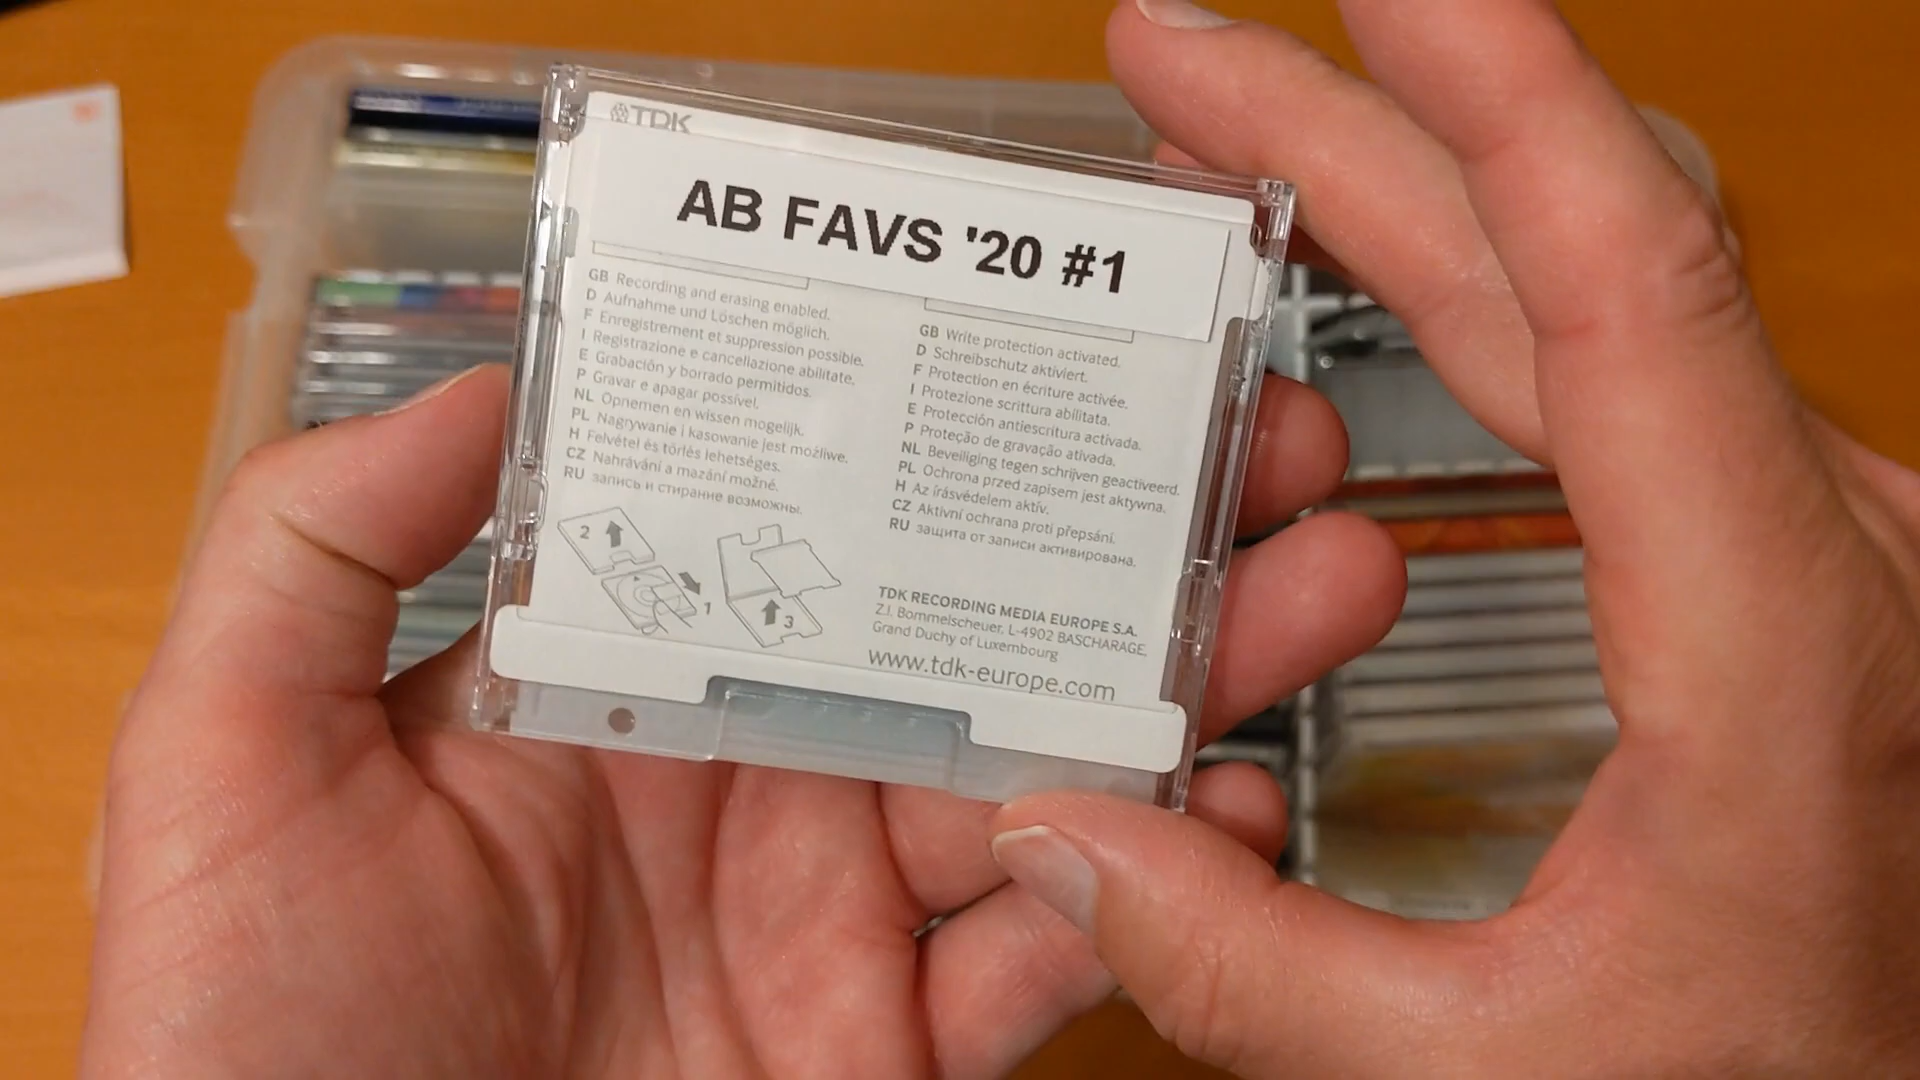 TDK
AB FAVS '20 #1
GB Recording and erasing enabled.
D Aufnahme und Löschen möglich.
F Enregistrement et suppression possible.
I Registrazione e cancellazione abilitate.
E Grabación y borrado permitidos.
P Gravar e apagar possível.
NL Opnemen en wissen mogelijk.
PL Nagrywanie i kasowanie jest możliwe.
H Felvétel és törlés lehetséges.
CZ Nahrávání a mazání možné.
RU запись и стирание возможны.
2
1
3
GB Write protection activated.
D Schreibschutz aktiviert.
F Protection en écriture activée.
I Protezione scrittura abilitata.
E Protección antiescritura activada.
P Proteção de gravação ativada.
NL Beveiliging tegen schrijven geactiveerd.
PL Ochrona przed zapisem jest aktywna.
H Az írásvédelem aktív.
CZ Aktivní ochrana proti přepsání.
RU защита от записи активирована.
TDK RECORDING MEDIA EUROPE S.A.
Z.I. Bommelscheuer, L-4902 BASCHARAGE,
Grand Duchy of Luxembourg
www.tdk-europe.com